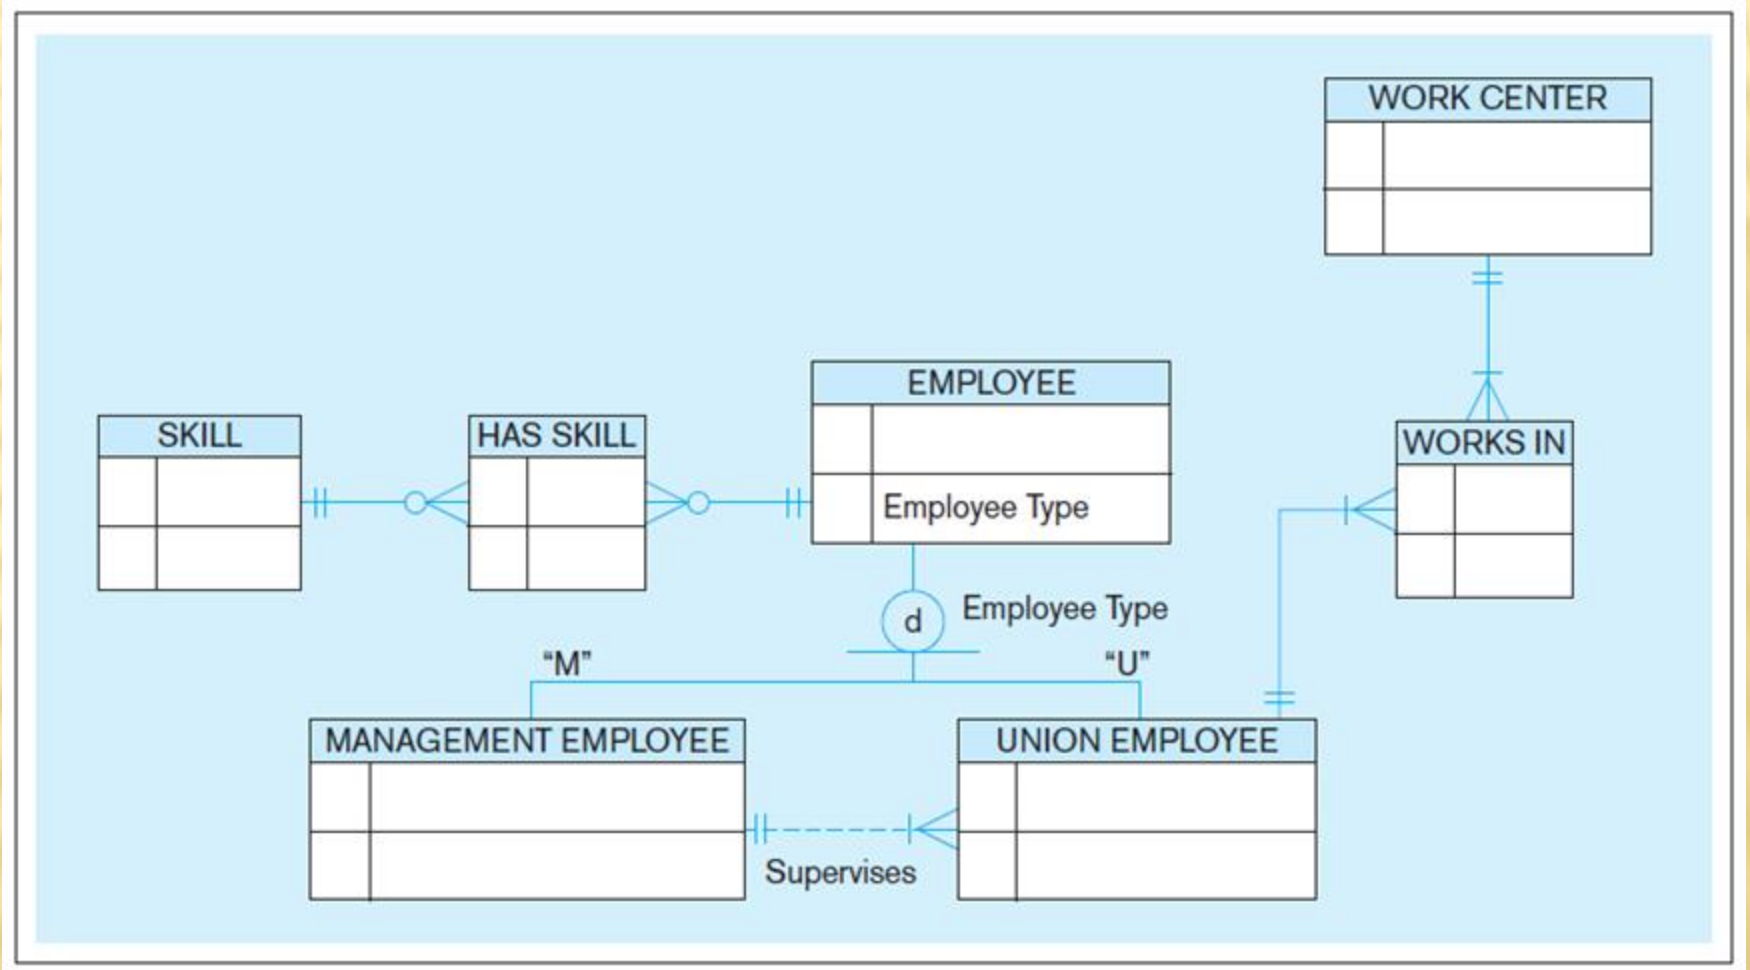 WORK CENTER
EMPLOYEE
SKILL
HAS SKILL
WORKS IN
Employee Type
d
Employee Type
“M”
“U”
MANAGEMENT EMPLOYEE
UNION EMPLOYEE
Supervises